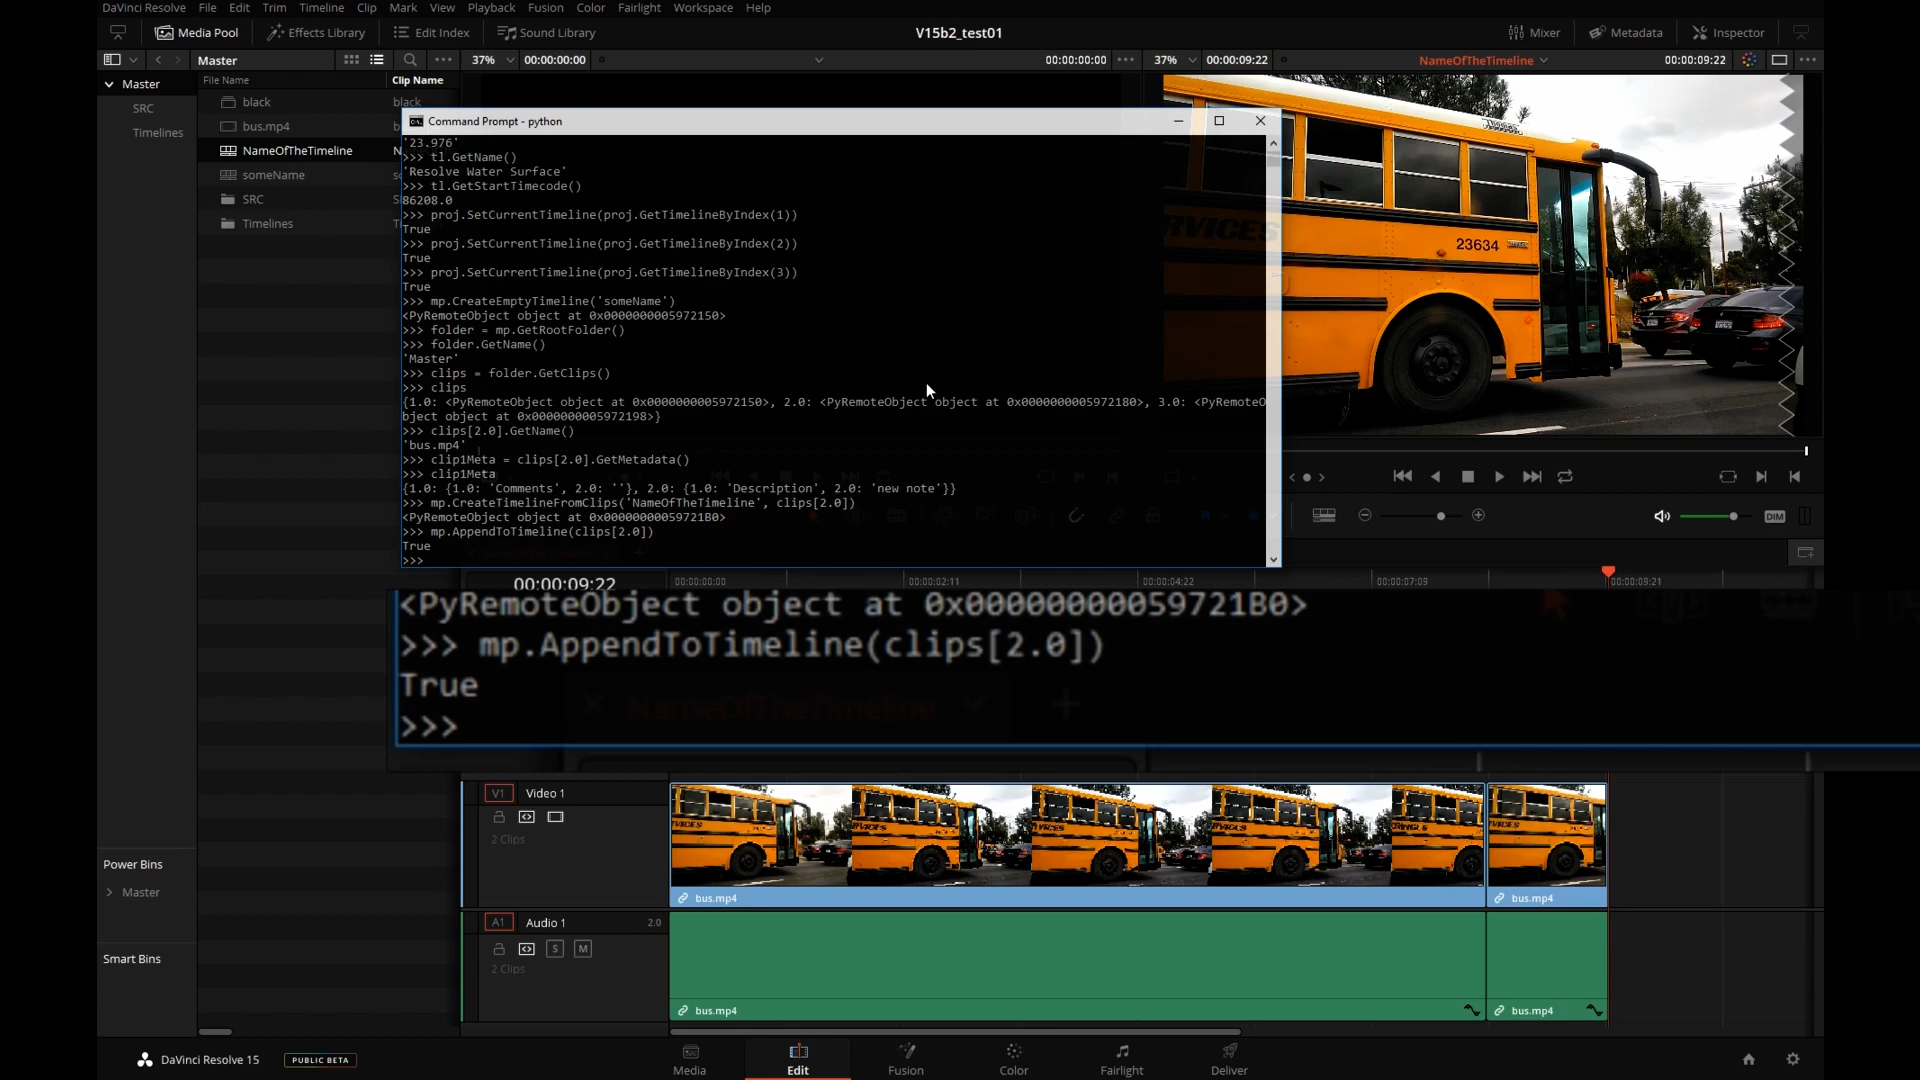 DaVinci Resolve File Edit Trim Timeline Clip Mark View Playback Fusion Color Fairlight Workspace Help
Media Pool Effects Library Edit Index Sound Library V15b2_test01 Mixer Metadata Inspector
Master 37% 00:00:00:00 00:00:00:00 37% 00:00:09:22 NameOfTheTimeline 00:00:09:22
Master
SRC
Timelines
File Name Clip Name
black black
bus.mp4
NameOfTheTimeline
someName
SRC
Timelines
Power Bins
Master
Smart Bins
Command Prompt - python
'23.976'
>>> tl.GetName()
'Resolve Water Surface'
>>> tl.GetStartTimecode()
86208.0
>>> proj.SetCurrentTimeline(proj.GetTimelineByIndex(1))
True
>>> proj.SetCurrentTimeline(proj.GetTimelineByIndex(2))
True
>>> proj.SetCurrentTimeline(proj.GetTimelineByIndex(3))
True
>>> mp.CreateEmptyTimeline('someName')
<PyRemoteObject object at 0x0000000005972150>
>>> folder = mp.GetRootFolder()
>>> folder.GetName()
'Master'
>>> clips = folder.GetClips()
>>> clips
{1.0: <PyRemoteObject object at 0x0000000005972150>, 2.0: <PyRemoteObject object at 0x0000000005972180>, 3.0: <PyRemoteO
bject object at 0x0000000005972198>}
>>> clips[2.0].GetName()
'bus.mp4'
>>> clip1Meta = clips[2.0].GetMetadata()
>>> clip1Meta
{1.0: {1.0: 'Comments', 2.0: ''}, 2.0: {1.0: 'Description', 2.0: 'new note'}}
>>> mp.CreateTimelineFromClips('NameOfTheTimeline', clips[2.0])
<PyRemoteObject object at 0x00000000059721B0>
>>> mp.AppendToTimeline(clips[2.0])
True
>>>
Thomas
RVICES
23634
DIM
00:00:09:22 00:00:00:00 00:00:02:11 00:00:04:22 00:00:07:09 00:00:09:21
<PyRemoteObject object at 0x00000000059721B0>
>>> mp.AppendToTimeline(clips[2.0])
True
NameOfTheTimeline
>>>
V1 Video 1
2 Clips
bus.mp4 bus.mp4
A1 Audio 1 2.0
S M
2 Clips
bus.mp4 bus.mp4
DaVinci Resolve 15 PUBLIC BETA
Media Edit Fusion Color Fairlight Deliver